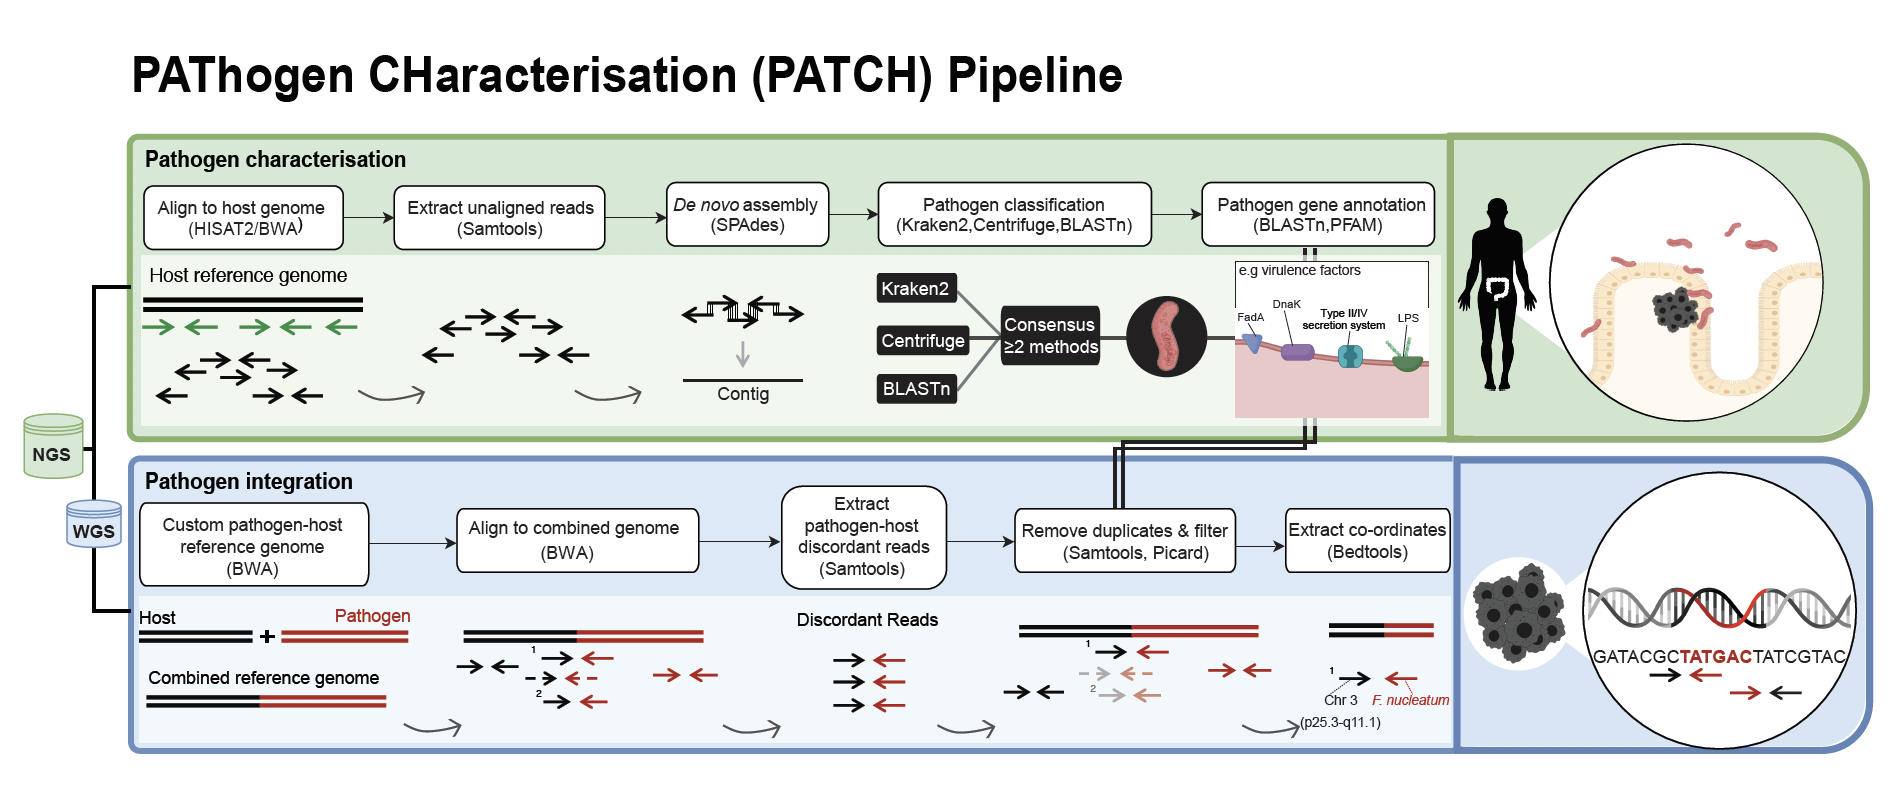 PAThogen CHaracterisation (PATCH) Pipeline
Pathogen characterisation
Align to host genome
(HISAT2/BWA)
Extract unaligned reads
(Samtools)
De novo assembly
(SPAdes)
Pathogen classification
(Kraken2,Centrifuge,BLASTn)
Pathogen gene annotation
(BLASTn,PFAM)
Host reference genome
Contig
Kraken2
Centrifuge
BLASTn
Consensus
≥2 methods
e.g virulence factors
FadA
DnaK
Type II/IV
secretion system
LPS
NGS
WGS
Pathogen integration
Custom pathogen-host
reference genome
(BWA)
Align to combined genome
(BWA)
Extract
pathogen-host
discordant reads
(Samtools)
Remove duplicates & filter
(Samtools, Picard)
Extract co-ordinates
(Bedtools)
Host
+
Pathogen
Combined reference genome
1
2
Discordant Reads
1
2
1
Chr 3
(p25.3-q11.1)
F. nucleatum
GATACGCTATGACTATCGTAC